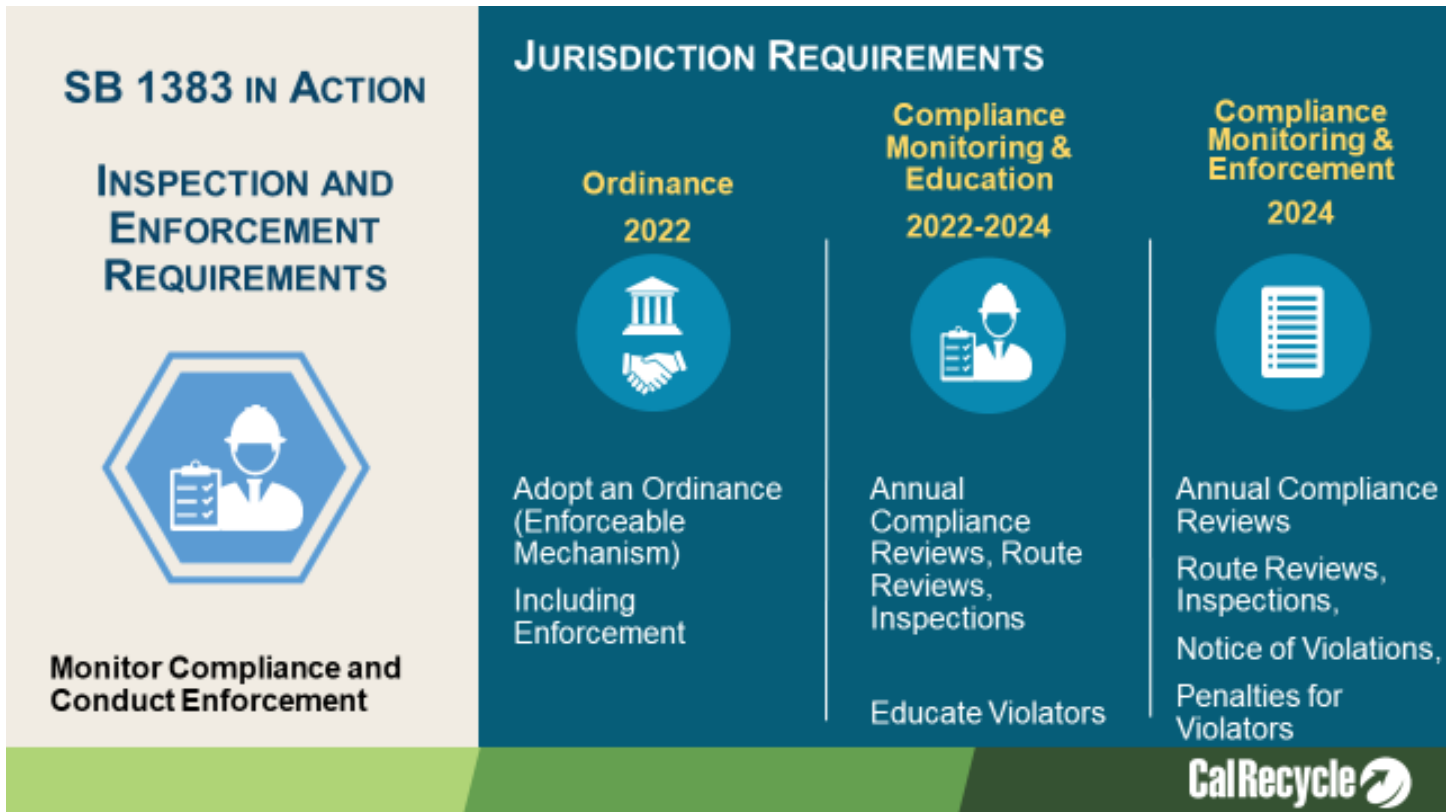 SB 1383 IN ACTION
INSPECTION AND
ENFORCEMENT
REQUIREMENTS
Monitor Compliance and
Conduct Enforcement
JURISDICTION REQUIREMENTS
Ordinance
2022
Adopt an Ordinance
(Enforceable
Mechanism)
Including
Enforcement
Compliance
Monitoring &
Education
2022-2024
Annual
Compliance
Reviews, Route
Reviews,
Inspections
Educate Violators
Compliance
Monitoring &
Enforcement
2024
Annual Compliance
Reviews
Route Reviews,
Inspections,
Notice of Violations,
Penalties for
Violators
CalRecycle